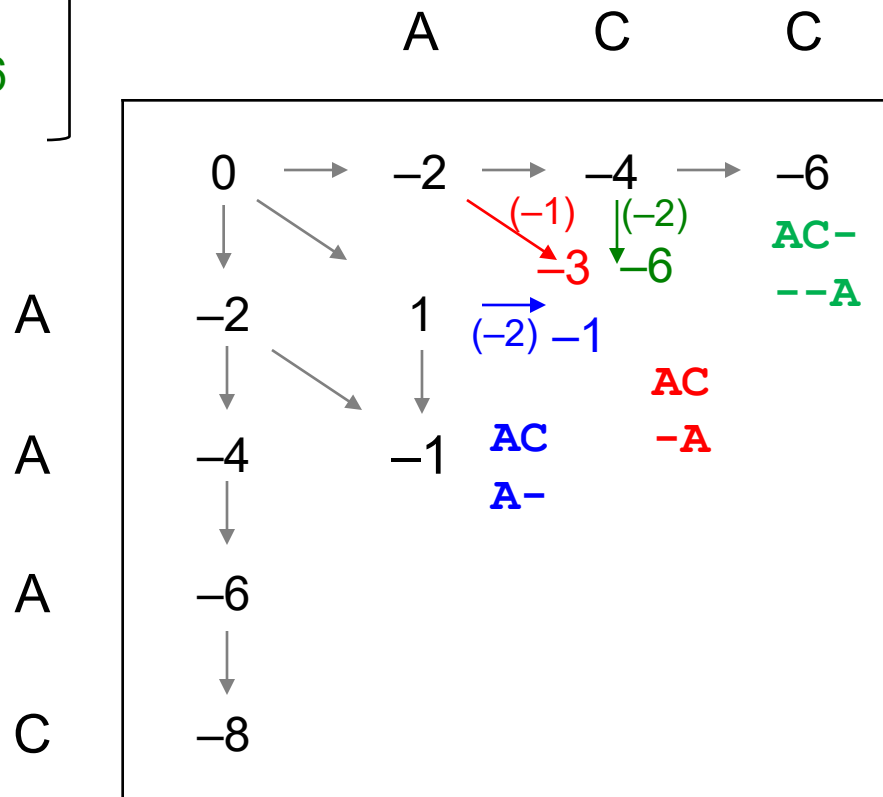 A C C
6
0 –2 –4 –6
(–1) (–2)
AC-
–3 –6
--A
A –2 1 (–2) –1
AC
-A
A –4 –1
AC
A-
A –6
C –8